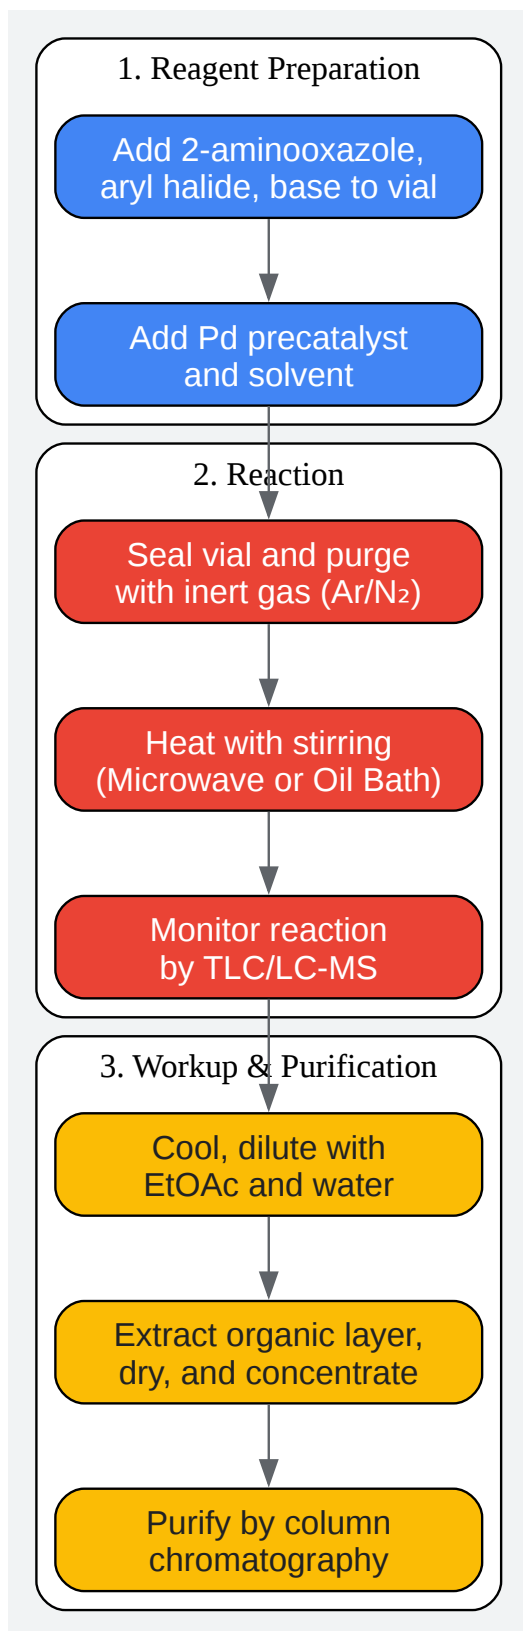 1. Reagent Preparation
Add 2-aminooxazole,
aryl halide, base to vial
Add Pd precatalyst
and solvent
2. Reaction
Seal vial and purge
with inert gas (Ar/N₂)
Heat with stirring
(Microwave or Oil Bath)
Monitor reaction
by TLC/LC-MS
3. Workup & Purification
Cool, dilute with
EtOAc and water
Extract organic layer,
dry, and concentrate
Purify by column
chromatography